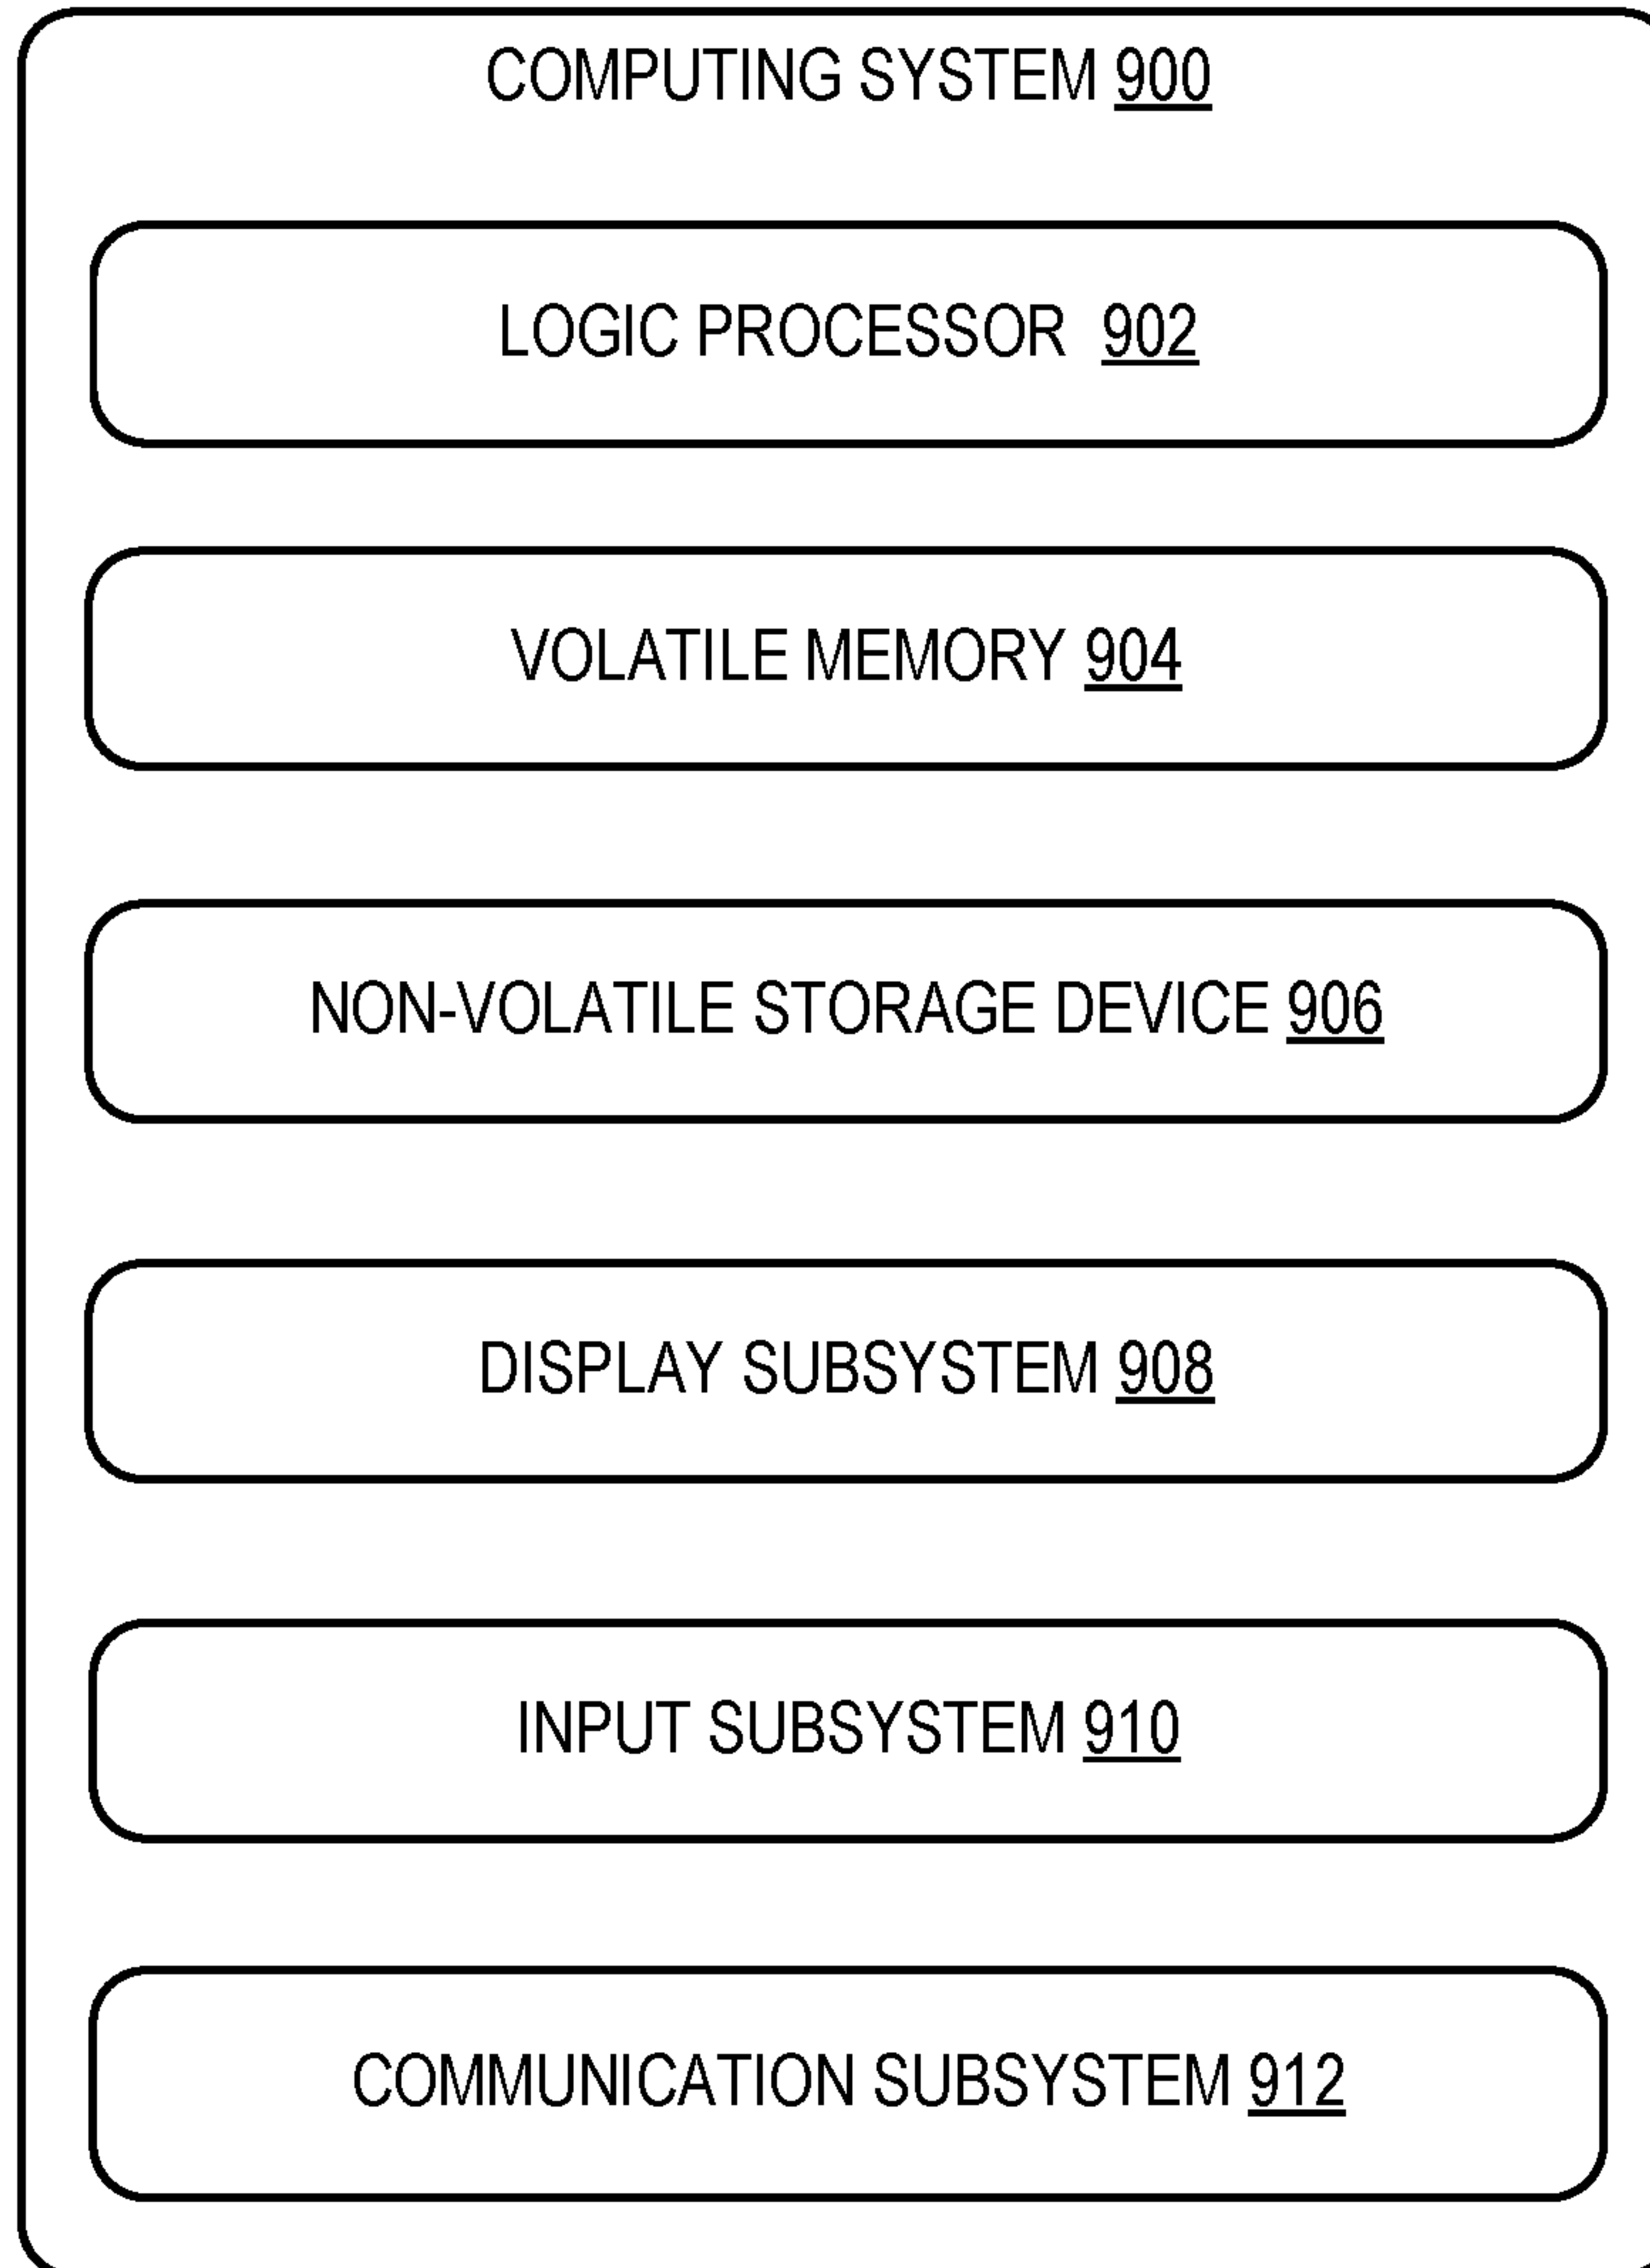 COMPUTING SYSTEM 900
LOGIC PROCESSOR 902
VOLATILE MEMORY 904
NON-VOLATILE STORAGE DEVICE 906
DISPLAY SUBSYSTEM 908
INPUT SUBSYSTEM 910
COMMUNICATION SUBSYSTEM 912